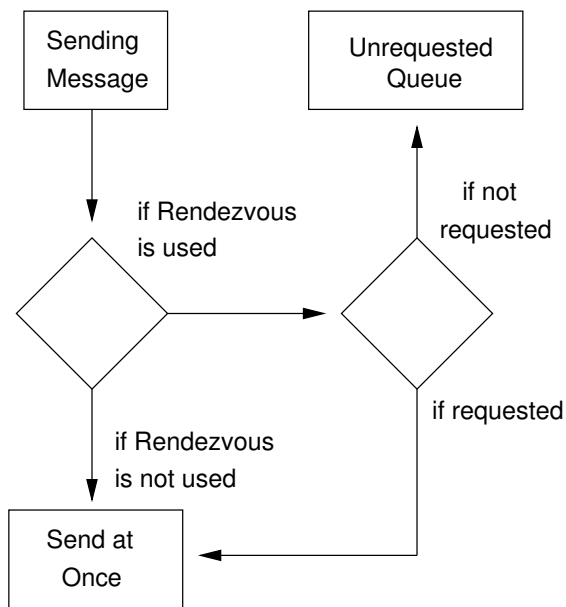 Sending
Message
Unrequested
Queue
if Rendezvous
is used
if not
requested
if requested
if Rendezvous
is not used
Send at
Once